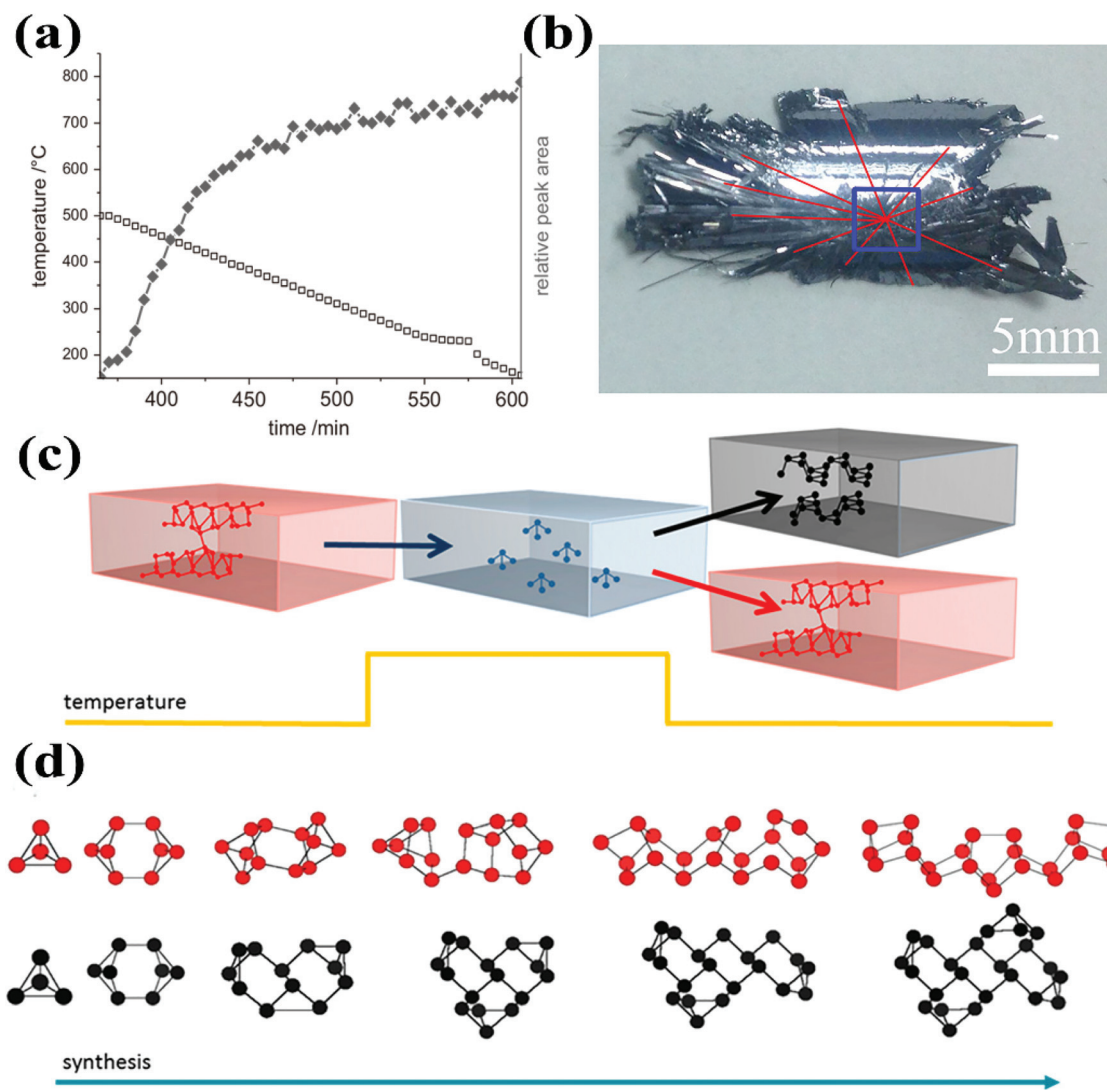 (a)
800
700
600
500
400
300
200
temperature /°C
relative peak area
400
450
500
550
600
time /min
(b)
5mm
(c)
temperature
(d)
synthesis